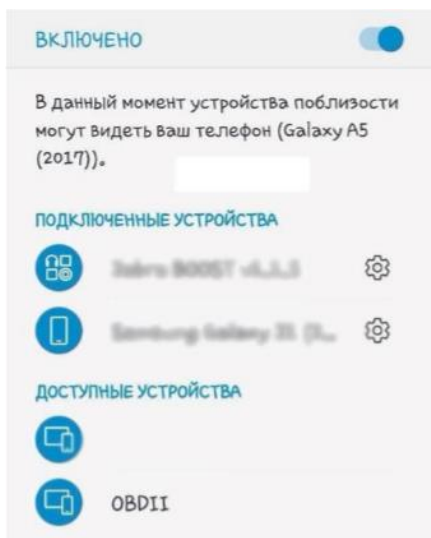 ВКЛЮЧЕНО
В данный момент устройства поблизости
могут видеть ваш телефон (Galaxy A5
(2017)).
ПОДКЛЮЧЕННЫЕ УСТРОЙСТВА
ДОСТУПНЫЕ УСТРОЙСТВА
OBDII